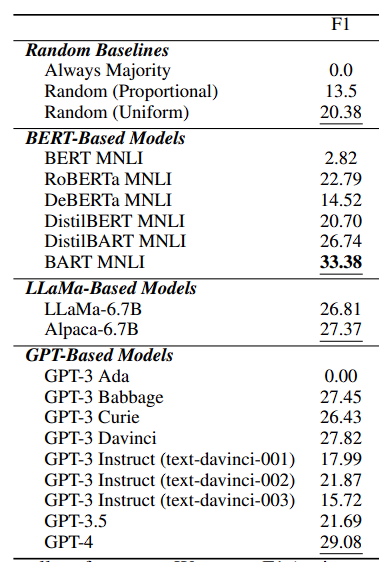 F1
Random Baselines
Always Majority 0.0
Random (Proportional) 13.5
Random (Uniform) 20.38
BERT-Based Models
BERT MNLI 2.82
RoBERTa MNLI 22.79
DeBERTa MNLI 14.52
DistilBERT MNLI 20.70
DistilBART MNLI 26.74
BART MNLI 33.38
LLaMa-Based Models
LLaMa-6.7B 26.81
Alpaca-6.7B 27.37
GPT-Based Models
GPT-3 Ada 0.00
GPT-3 Babbage 27.45
GPT-3 Curie 26.43
GPT-3 Davinci 27.82
GPT-3 Instruct (text-davinci-001) 17.99
GPT-3 Instruct (text-davinci-002) 21.87
GPT-3 Instruct (text-davinci-003) 15.72
GPT-3.5 21.69
GPT-4 29.08